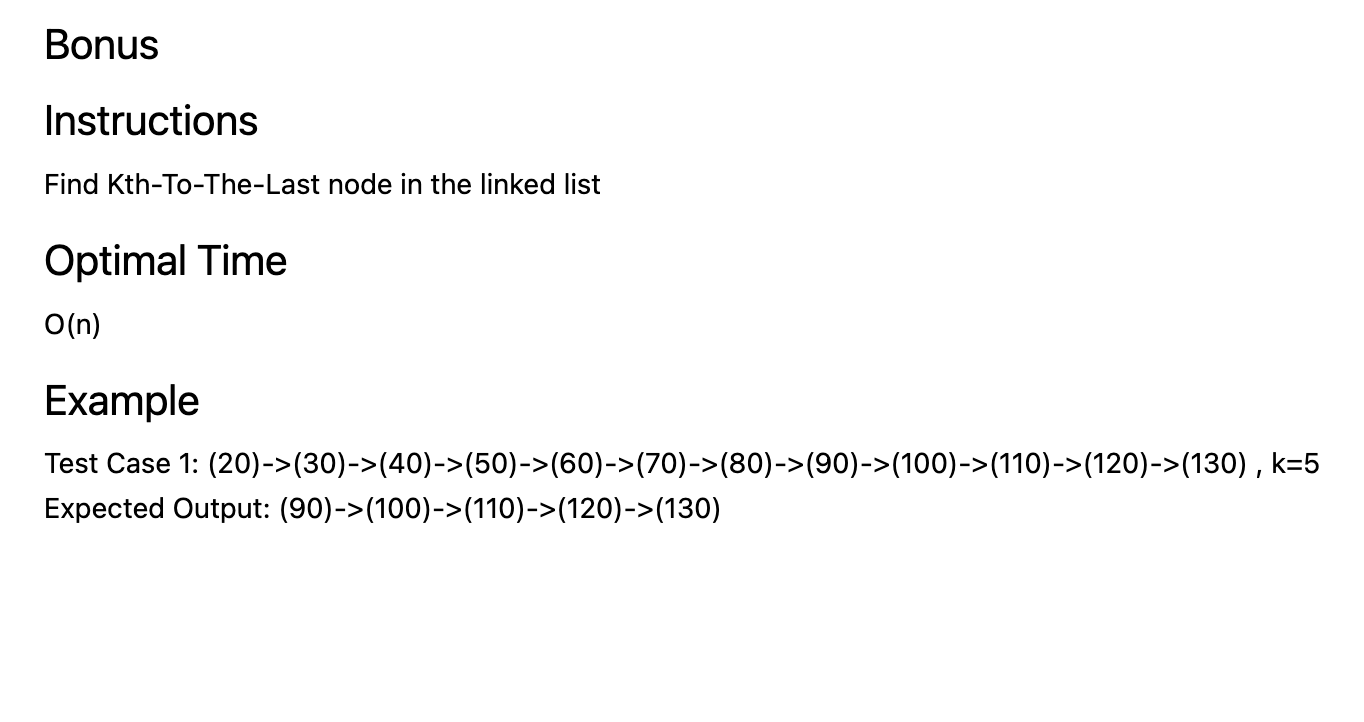 Bonus
Instructions
Find Kth-To-The-Last node in the linked list
Optimal Time
O(n)
Example
Test Case 1: (20)->(30)->(40)->(50)->(60)->(70)->(80)->(90)->(100)->(110)->(120)->(130) , k=5
Expected Output: (90)->(100)->(110)->(120)->(130)